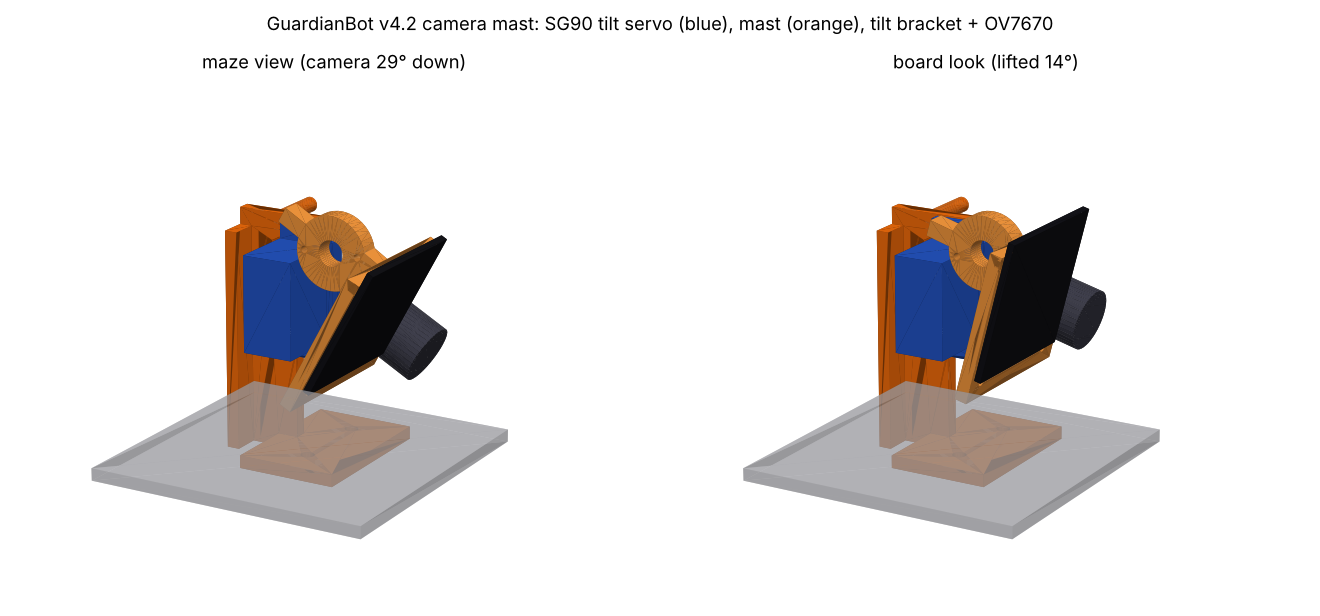 GuardianBot v4.2 camera mast: SG90 tilt servo (blue), mast (orange), tilt bracket + OV7670
maze view (camera 29° down)
board look (lifted 14°)